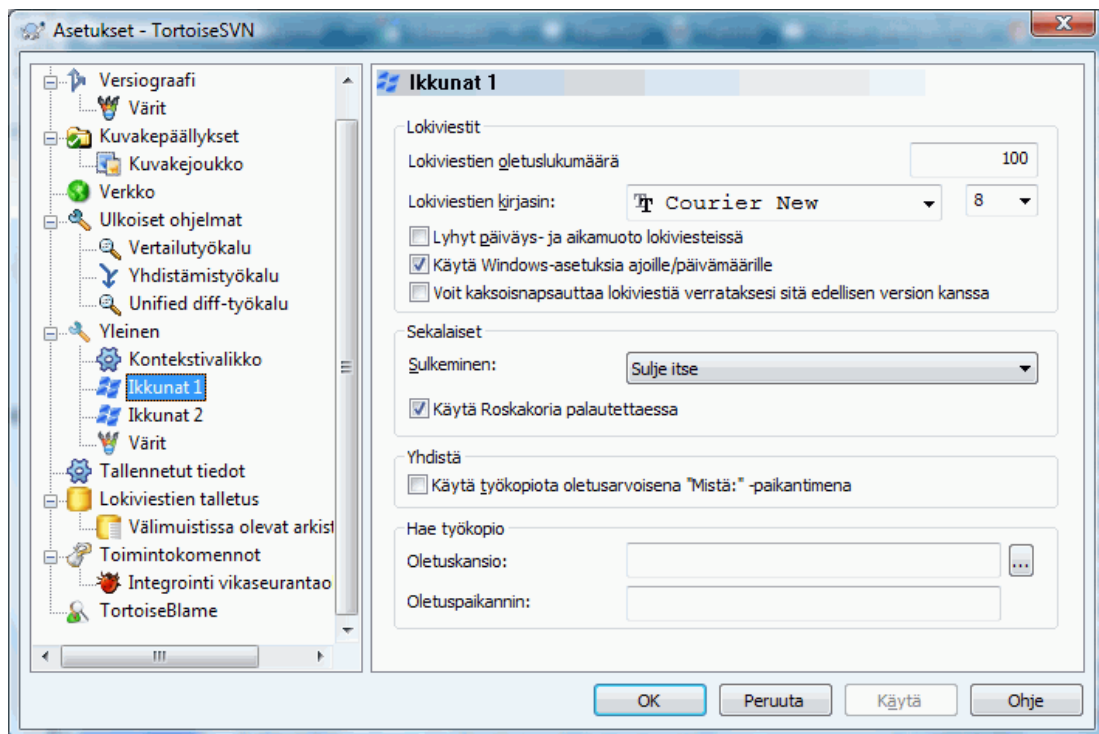 Asetukset - TortoiseSVN
Versiograafi
Värit
Kuvakepäällykset
Kuvakejoukko
Verkko
Ulkoiset ohjelmat
Vertailutyökalu
Yhdistämistyökalu
Unified diff-työkalu
Yleinen
Kontekstivalikko
Ikkunat 1
Ikkunat 2
Värit
Tallennetut tiedot
Lokiviestien talletus
Välimuistissa olevat arkist
Toimintokomennot
Integrointi vikaseurantao
TortoiseBlame
Ikkunat 1
Lokiviestit
Lokiviestien oletuslukumäärä 100
Lokiviestien kirjasin: Courier New 8
Lyhyt päiväys- ja aikamuoto lokiviesteissä
Käytä Windows-asetuksia ajoille/päivämäärille
Voit kaksoisnapsauttaa lokiviestiä verrataksesi sitä edellisen version kanssa
Sekalaiset
Sulkeminen: Sulje itse
Käytä Roskakoria palautettaessa
Yhdistä
Käytä työkopiota oletusarvoisena "Mistä:" -paikantimena
Hae työkopio
Oletuskansio: ...
Oletuspaikannin:
OK Peruuta Käytä Ohje